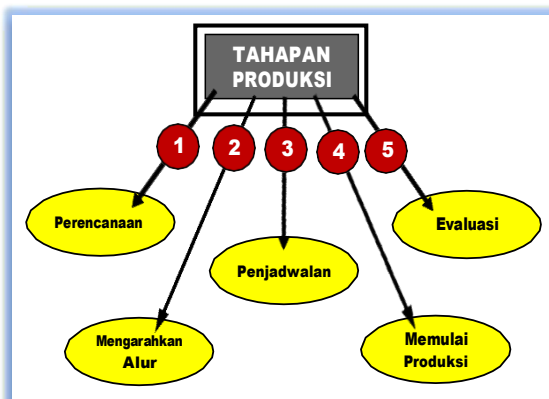 TAHAPAN
PRODUKSI
1
2
3
4
5
Perencanaan
Evaluasi
Penjadwalan
Mengarahkan
Alur
Memulai
Produksi